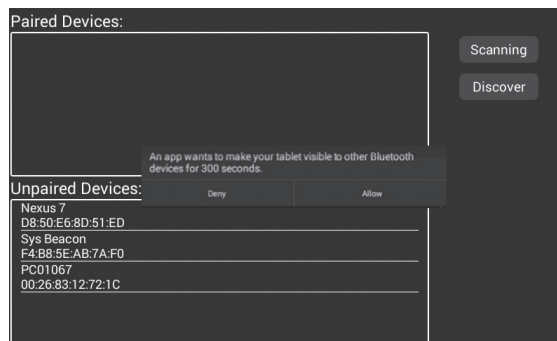 Paired Devices:
Scanning
Discover
An app wants to make your tablet visible to other Bluetooth
devices for 300 seconds.
Deny
Allow
Unpaired Devices:
Nexus 7
D8:50:E6:8D:51:ED
Sys Beacon
F4:B8:5E:AB:7A:F0
PC01067
00:26:83:12:72:1C